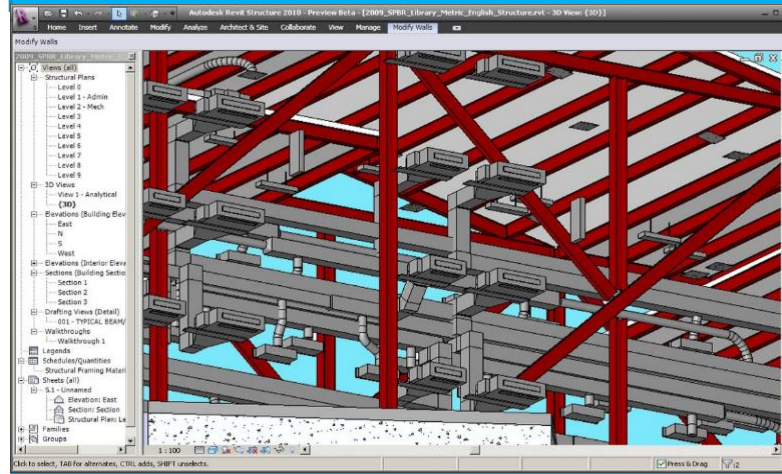 Autodesk Revit Structure 2010 - Preview Beta - [2009_SPBR_Library_Metric_English_Structure.rvt - 3D View: {3D}]
Home Insert Annotate Modify Analyze Architect & Site Collaborate View Manage Modify Walls
Modify Walls
2009_SPBR_Library_Metric_E
Views (all)
Structural Plans
Level 0
Level 1 - Admin
Level 2 - Mech
Level 3
Level 4
Level 5
Level 6
Level 7
Level 8
Level 9
3D Views
View 1 - Analytical
{3D}
Elevations (Building Elev
East
N
S
West
Elevations (Interior Eleva
Sections (Building Sectio
Section 1
Section 2
Section 3
Drafting Views (Detail)
001 - TYPICAL BEAM/
Walkthroughs
Walkthrough 1
Legends
Schedules/Quantities
Structural Framing Materi
Sheets (all)
S.1 - Unnamed
Elevation: East
Section: Section
Structural Plan: Le
Families
Groups
1 : 100
Click to select, TAB for alternates, CTRL adds, SHIFT unselects.
Press & Drag
:2